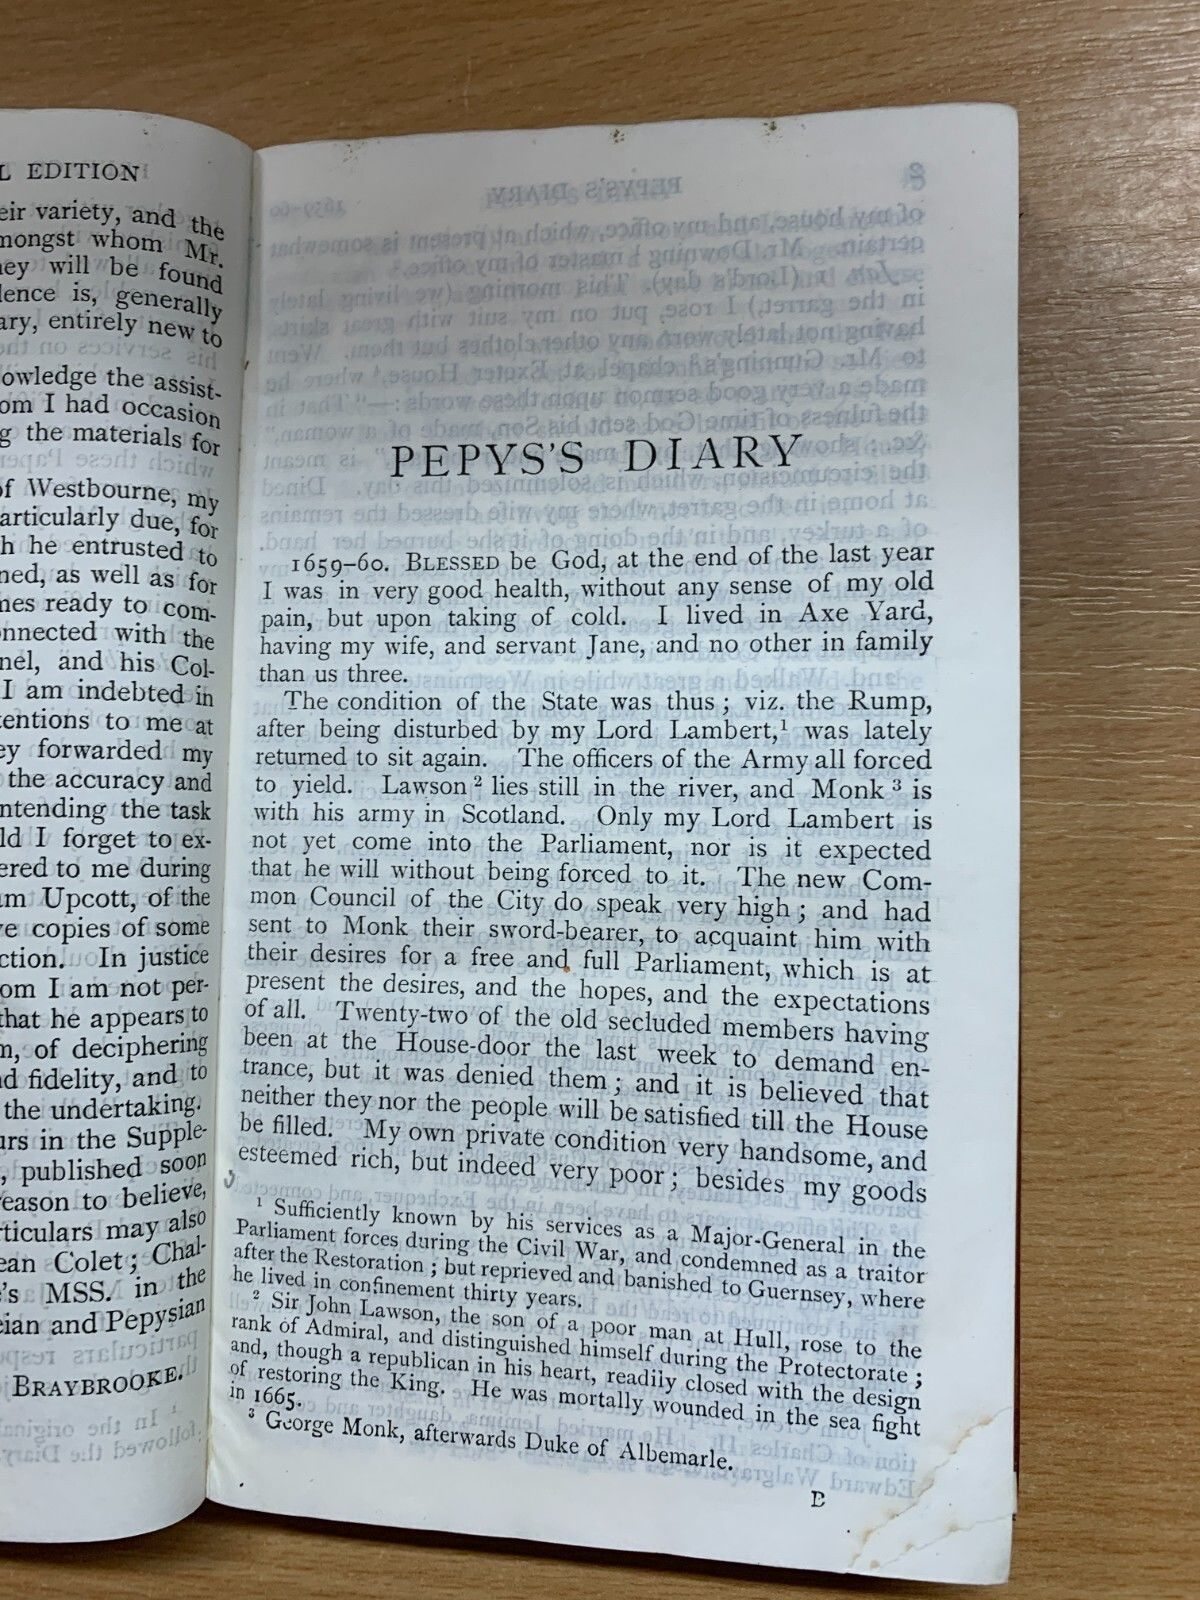 L EDITION
eir variety, and the
mongst whom Mr.
ney will be found
dence is, generally
ary, entirely new to
owledge the assist-
om I had occasion
g the materials for
of Westbourne, my
articularly due, for
h he entrusted to
ned, as well as for
mes ready to com-
onnected with the
nel, and his Col-
I am indebted in
tentions to me at
ey forwarded my
the accuracy and
ntending the task
ld I forget to ex-
ered to me during
am Upcott, of the
ve copies of some
ction. In justice
om I am not per-
that he appears to
m, of deciphering
nd fidelity, and to
the undertaking.
urs in the Supple-
, published soon
reason to believe,
rticulars may also
ean Colet; Chal-
's MSS. in the
cian and Pepysian
BRAYBROOKE.
PEPYS'S DIARY
1659–60. BLESSED be God, at the end of the last year
I was in very good health, without any sense of my old
pain, but upon taking of cold. I lived in Axe Yard,
having my wife, and servant Jane, and no other in family
than us three.
The condition of the State was thus; viz. the Rump,
after being disturbed by my Lord Lambert,¹ was lately
returned to sit again. The officers of the Army all forced
to yield. Lawson ² lies still in the river, and Monk ³ is
with his army in Scotland. Only my Lord Lambert is
not yet come into the Parliament, nor is it expected
that he will without being forced to it. The new Com-
mon Council of the City do speak very high; and had
sent to Monk their sword-bearer, to acquaint him with
their desires for a free and full Parliament, which is at
present the desires, and the hopes, and the expectations
of all. Twenty-two of the old secluded members having
been at the House-door the last week to demand en-
trance, but it was denied them; and it is believed that
neither they nor the people will be satisfied till the House
be filled. My own private condition very handsome, and
esteemed rich, but indeed very poor; besides my goods
¹ Sufficiently known by his services as a Major-General in the
Parliament forces during the Civil War, and condemned as a traitor
after the Restoration; but reprieved and banished to Guernsey, where
he lived in confinement thirty years.
² Sir John Lawson, the son of a poor man at Hull, rose to the
rank of Admiral, and distinguished himself during the Protectorate;
and, though a republican in his heart, readily closed with the design
of restoring the King. He was mortally wounded in the sea fight
in 1665.
³ George Monk, afterwards Duke of Albemarle.
B